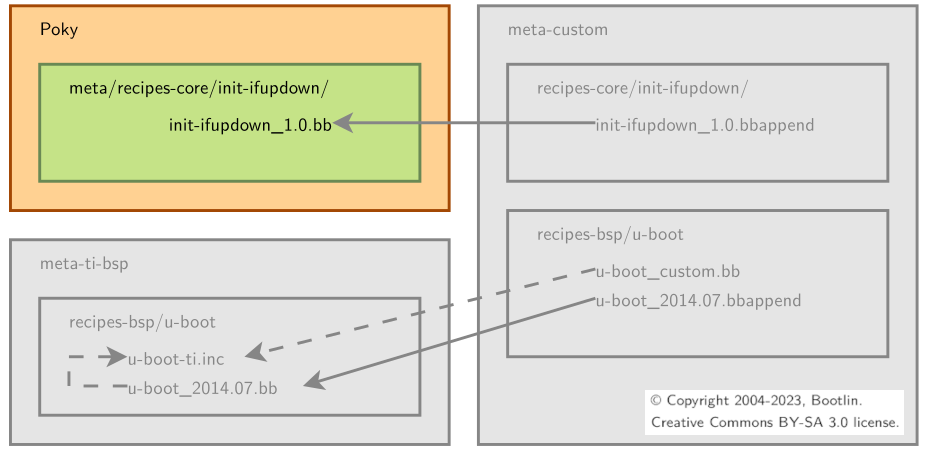 Poky
meta/recipes-core/init-ifupdown/
init-ifupdown_1.0.bb
meta-ti-bsp
recipes-bsp/u-boot
u-boot-ti.inc
u-boot_2014.07.bb
meta-custom
recipes-core/init-ifupdown/
init-ifupdown_1.0.bbappend
recipes-bsp/u-boot
u-boot_custom.bb
u-boot_2014.07.bbappend
© Copyright 2004-2023, Bootlin.
Creative Commons BY-SA 3.0 license.